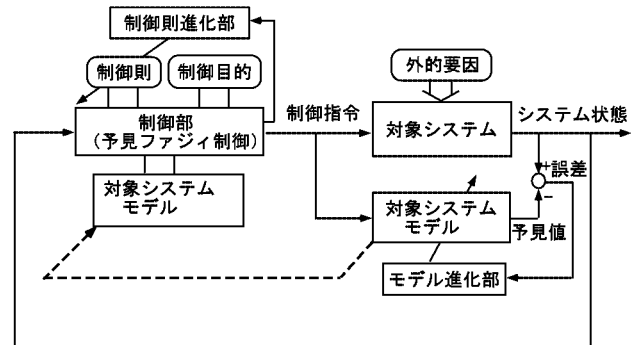 制御則進化部
制御則
制御目的
外的要因
制御部
(予見ファジィ制御)
制御指令
対象システム
システム状態
対象システム
モデル
対象システム
モデル
+誤差
−
予見値
モデル進化部